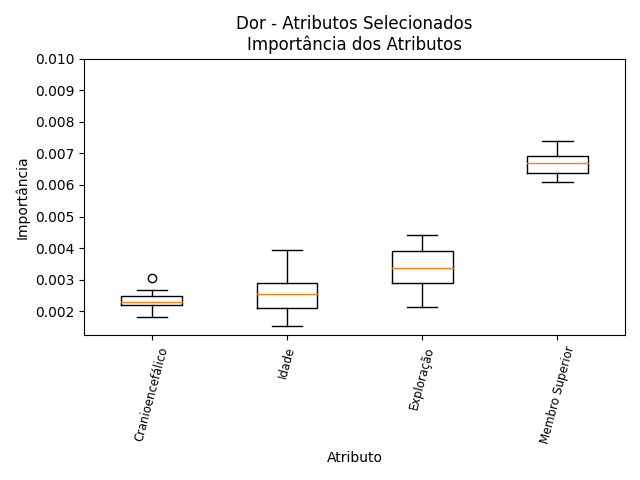 Dor - Atributos Selecionados
Importância dos Atributos
Importância
0.010
0.009
0.008
0.007
0.006
0.005
0.004
0.003
0.002
Cranioencefálico
Idade
Exploração
Membro Superior
Atributo